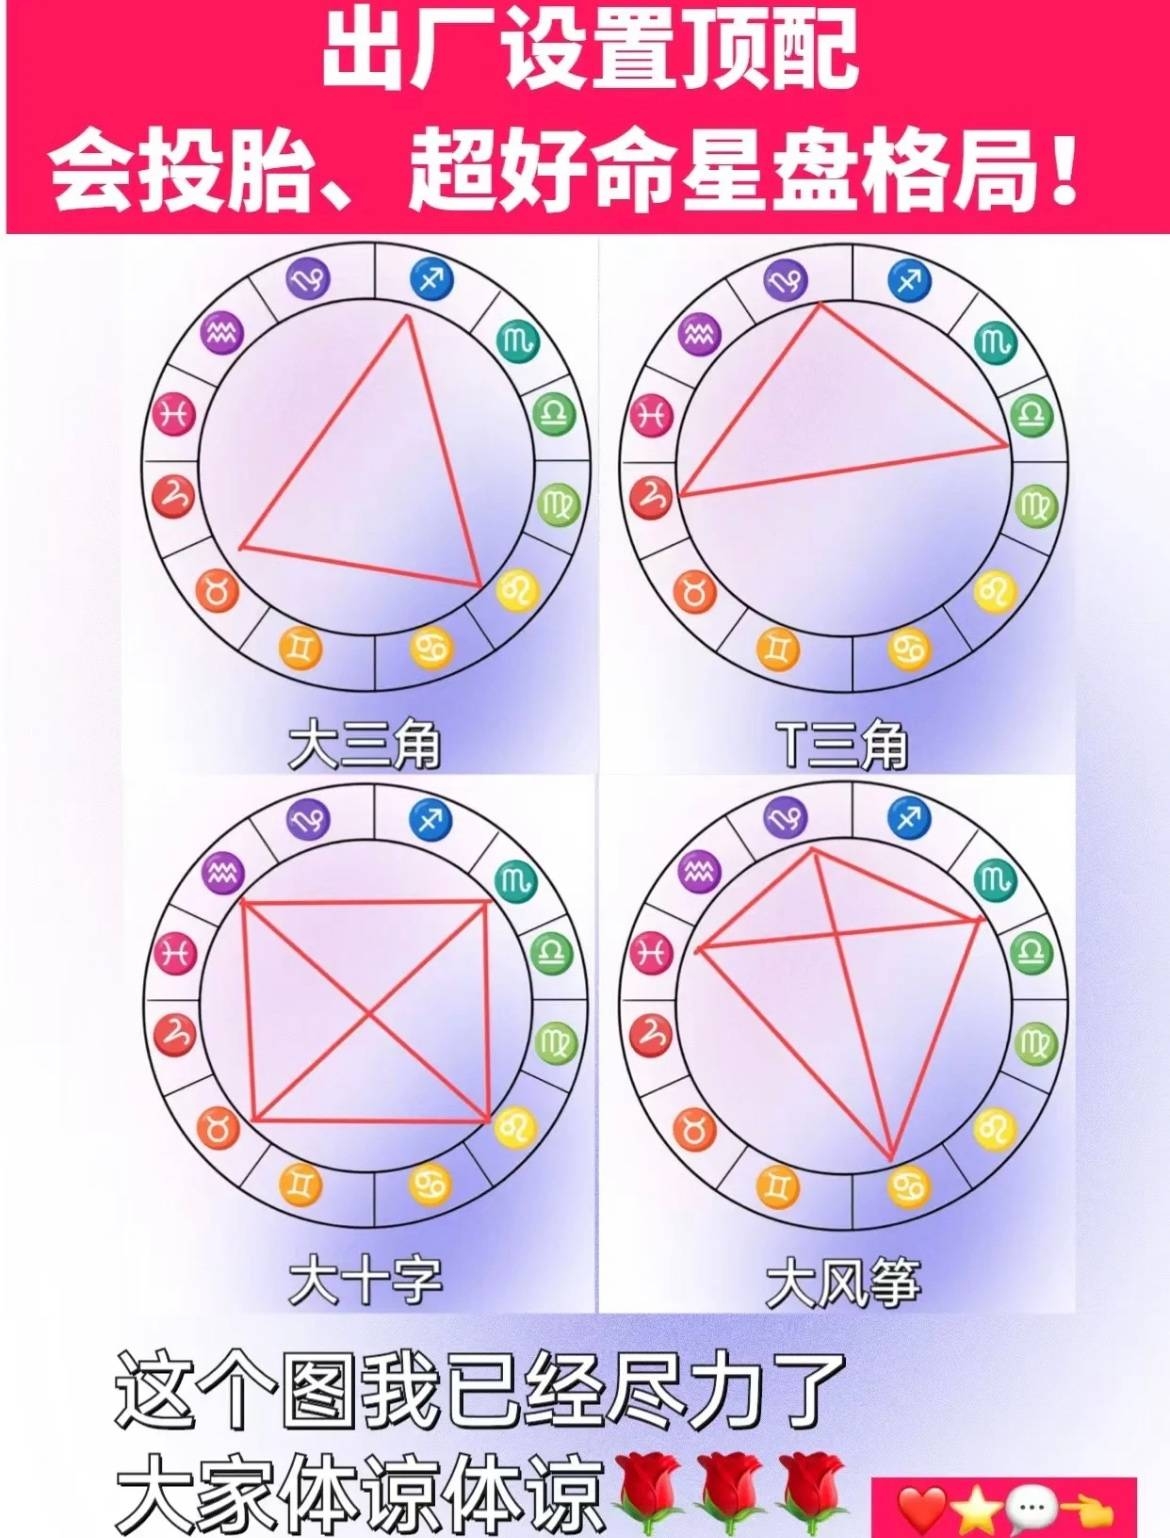 出厂设置顶配
会投胎、超好命星盘格局！
大三角
T三角
大十字
大风筝
这个图我已经尽力了
大家体谅体谅🌹🌹🌹